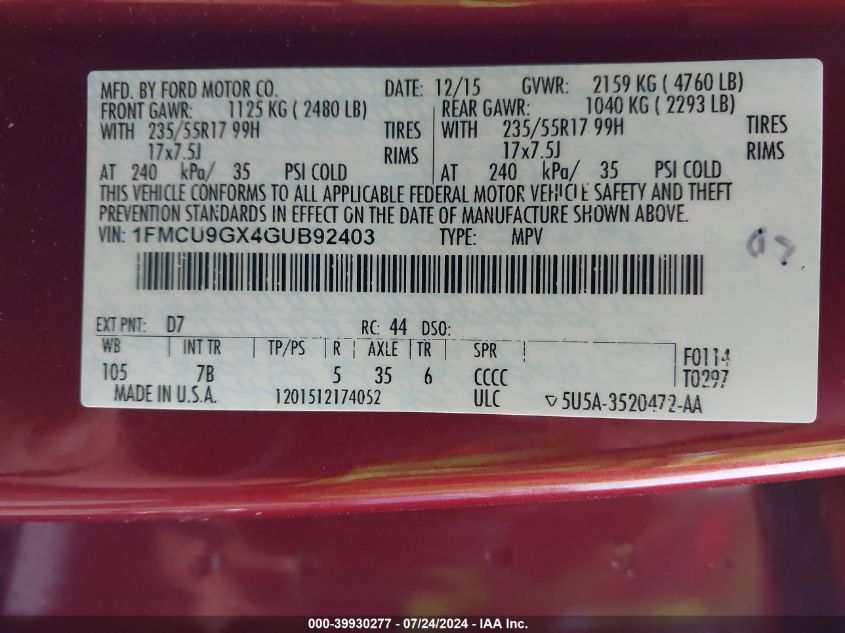 MFD. BY FORD MOTOR CO. DATE: 12/15 GVWR: 2159 KG ( 4760 LB)
FRONT GAWR: 1125 KG ( 2480 LB) REAR GAWR: 1040 KG ( 2293 LB)
WITH 235/55R17 99H TIRES WITH 235/55R17 99H TIRES
17x7.5J RIMS 17x7.5J RIMS
AT 240 kPa/ 35 PSI COLD AT 240 kPa/ 35 PSI COLD
THIS VEHICLE CONFORMS TO ALL APPLICABLE FEDERAL MOTOR VEHICLE SAFETY AND THEFT
PREVENTION STANDARDS IN EFFECT ON THE DATE OF MANUFACTURE SHOWN ABOVE.
VIN: 1FMCU9GX4GUB92403 TYPE: MPV
EXT PNT: D7 RC: 44 DSO:
WB INT TR TP/PS R AXLE TR SPR F0114
105 7B 5 35 6 CCCC T0297
MADE IN U.S.A. 1201512174052 ULC ▽5U5A-3520472-AA
000-39930277 - 07/24/2024 - IAA Inc.